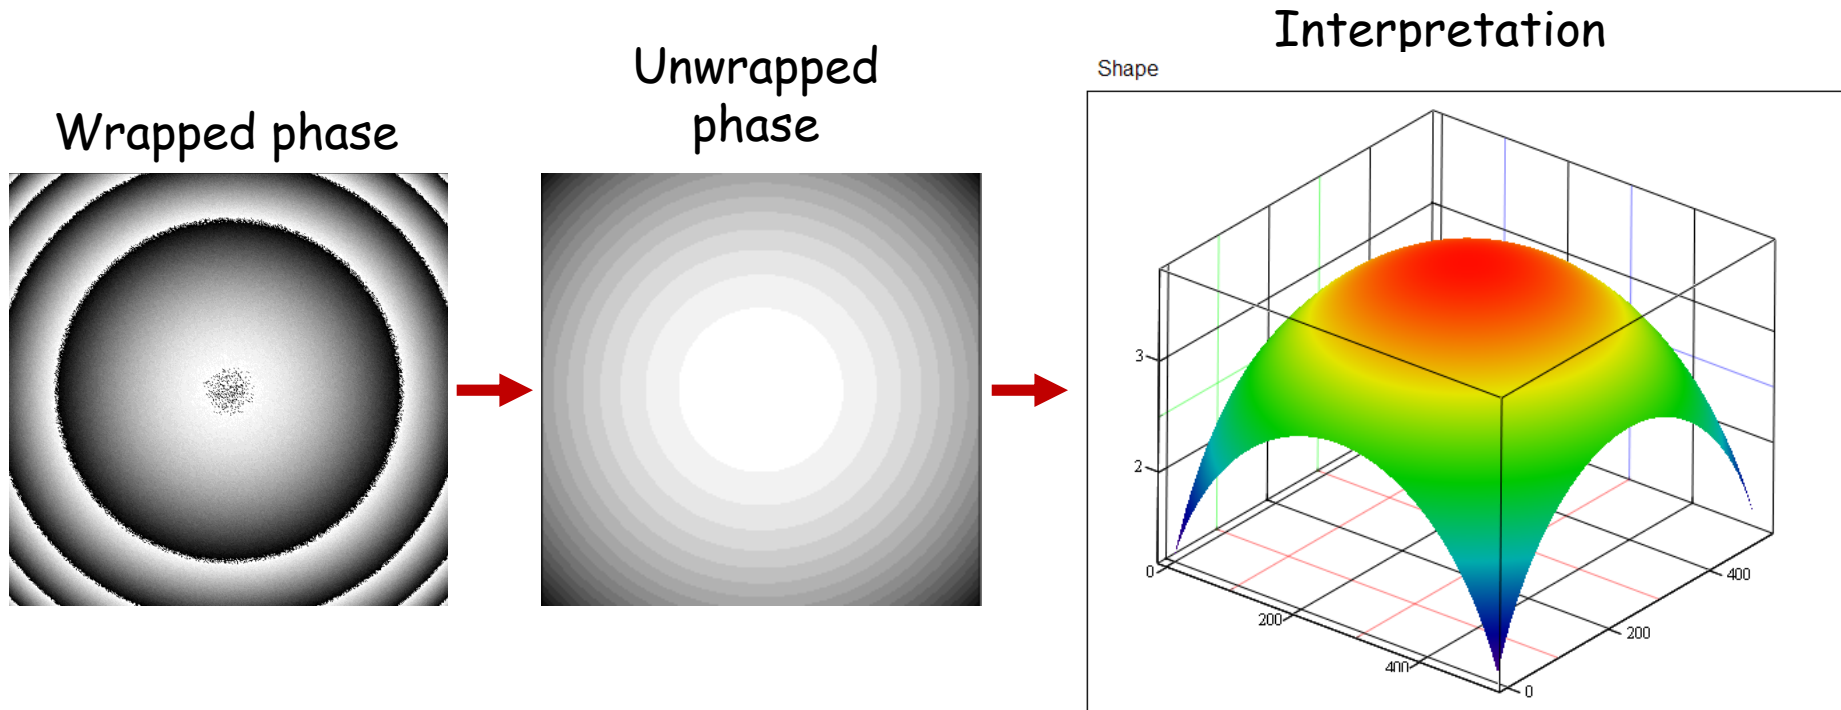 Interpretation
Unwrapped
phase
Wrapped phase
Shape
3
2
0
200
400
0
200
400